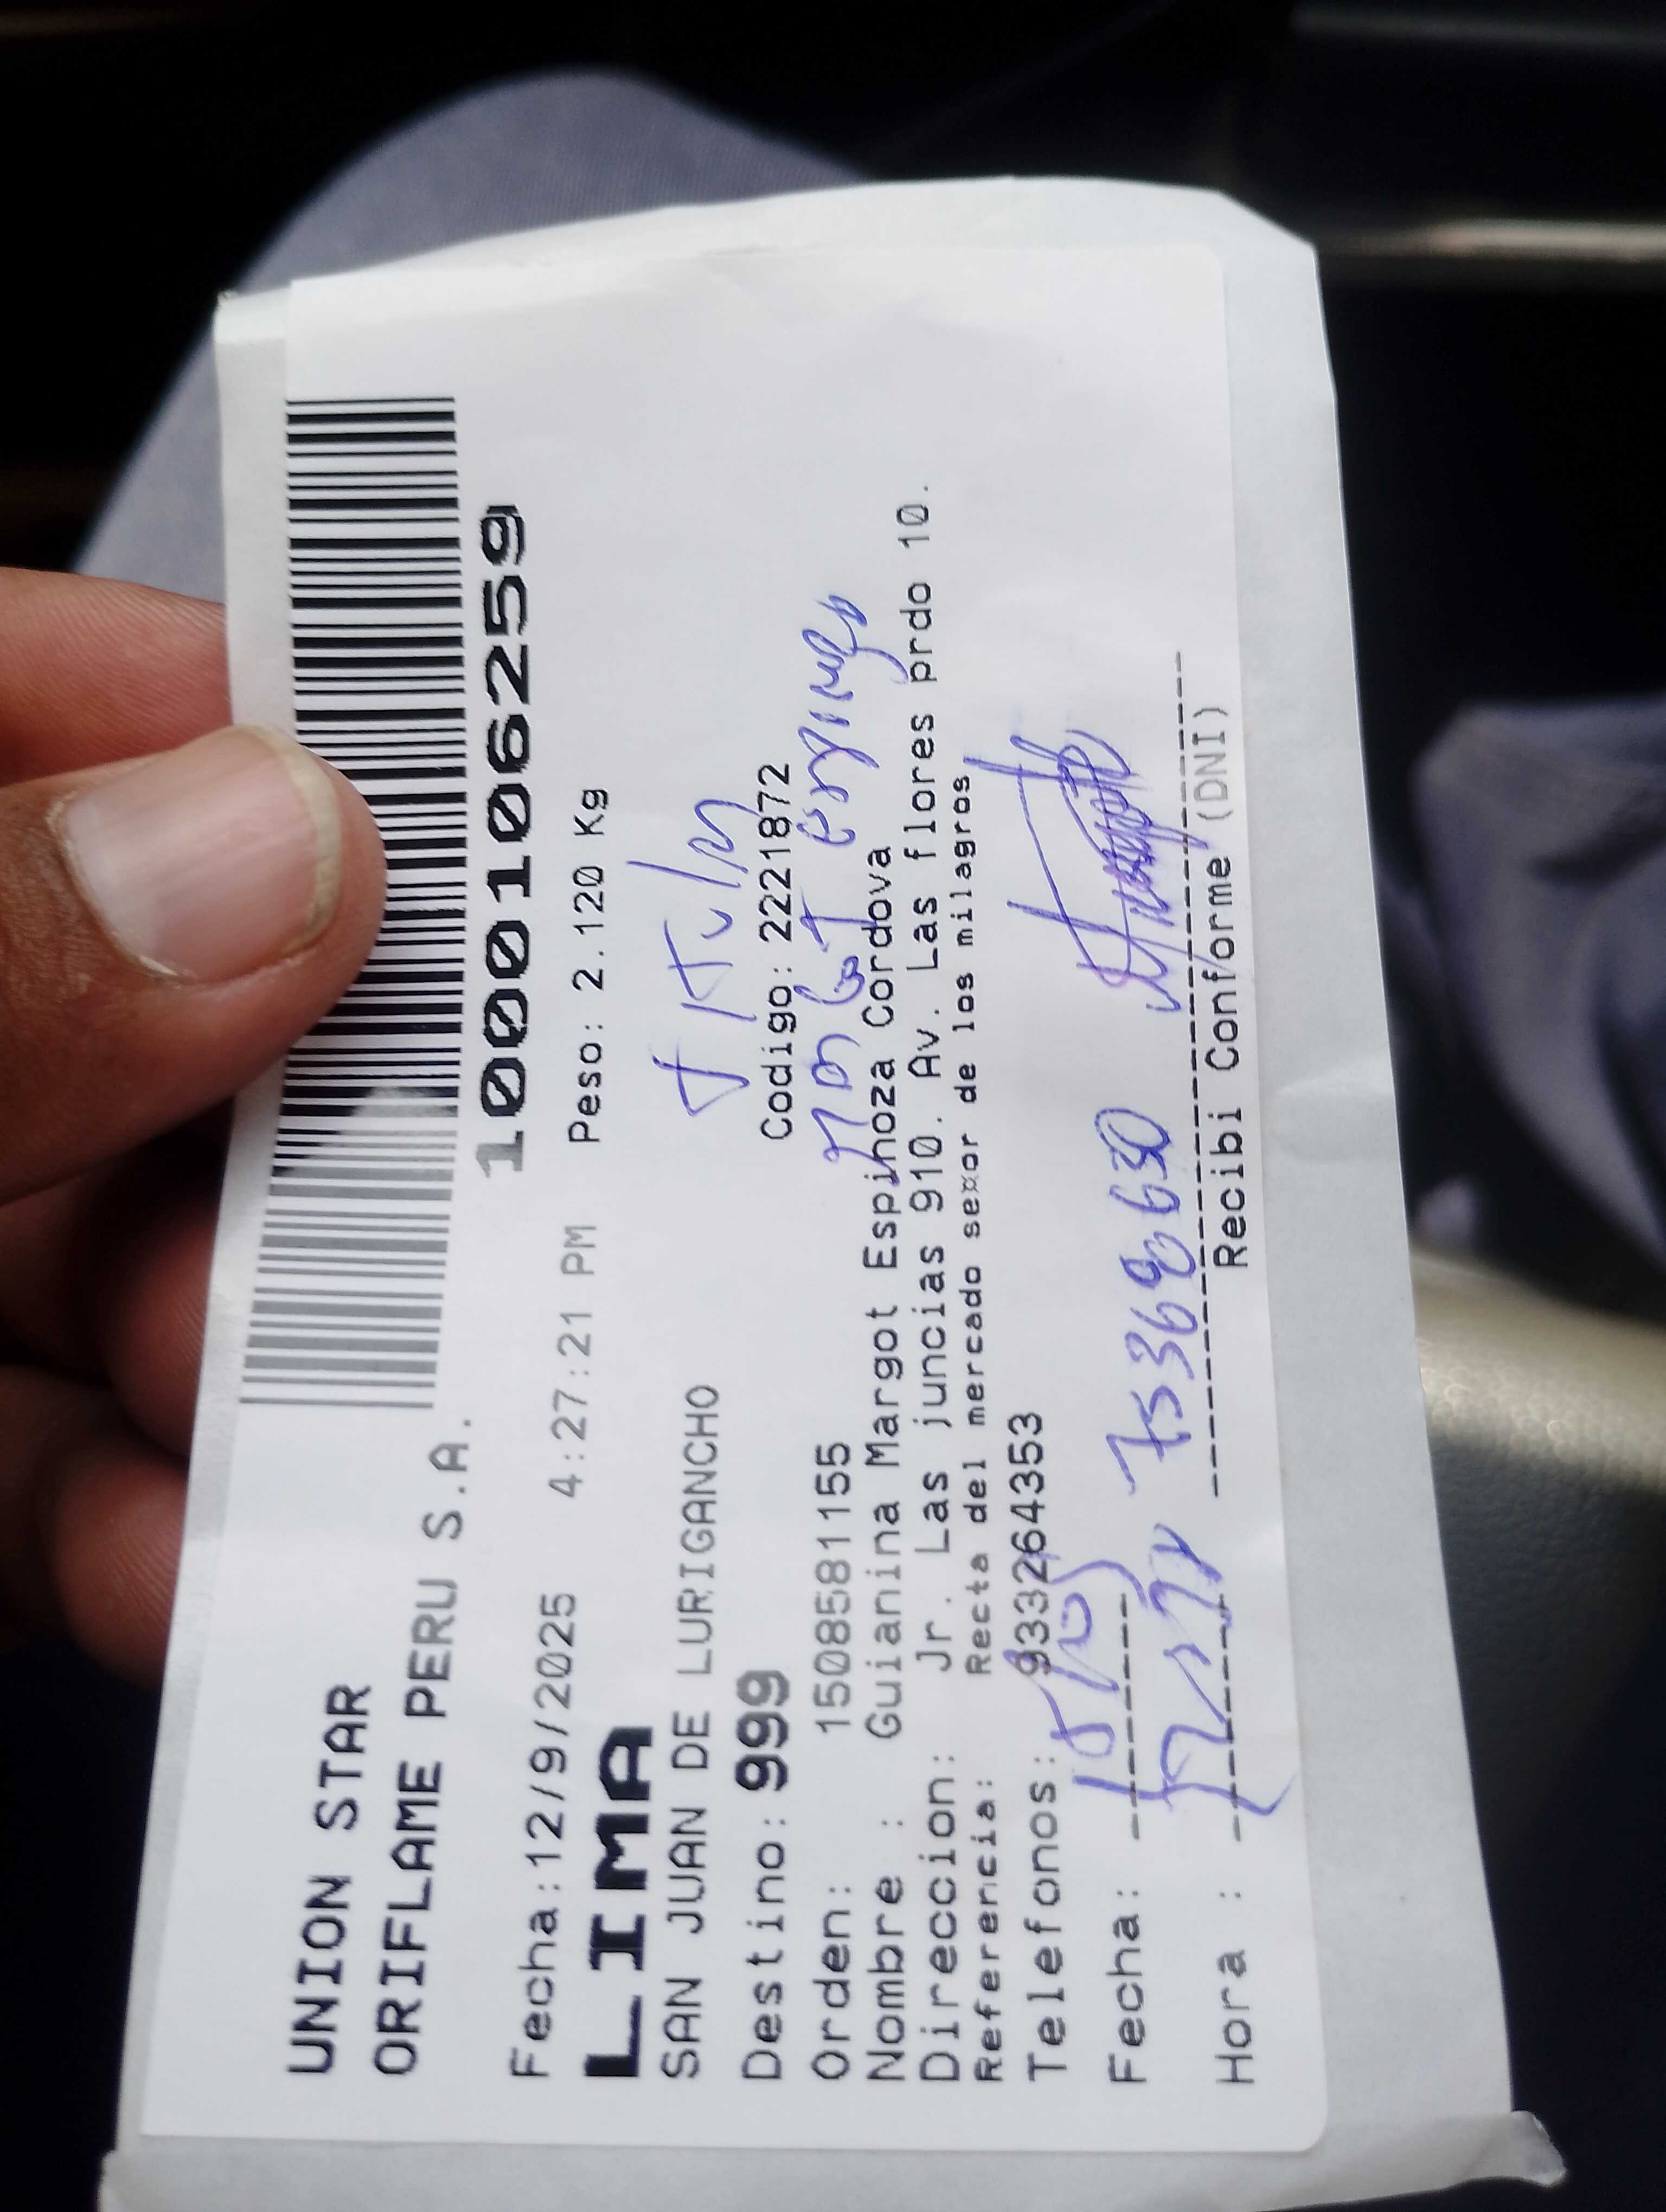 UNION STAR
ORIFLAME PERU S.A.
1000106259
Fecha:12/9/2025 4:27:21 PM Peso: 2.120 Kg
LIMA
SAN JUAN DE LURIGANCHO
Destino: 999 Codigo: 2221872
Orden: 1508581155
Nombre : Guianina Margot Espinoza Cordova
Direccion: Jr. Las juncias 910. Av. Las flores prdo 10.
Referencia: Recta del mercado sexor de los milagros
Telefonos: 933264353
Fecha:
Hora :
Recibi Conforme (DNI)